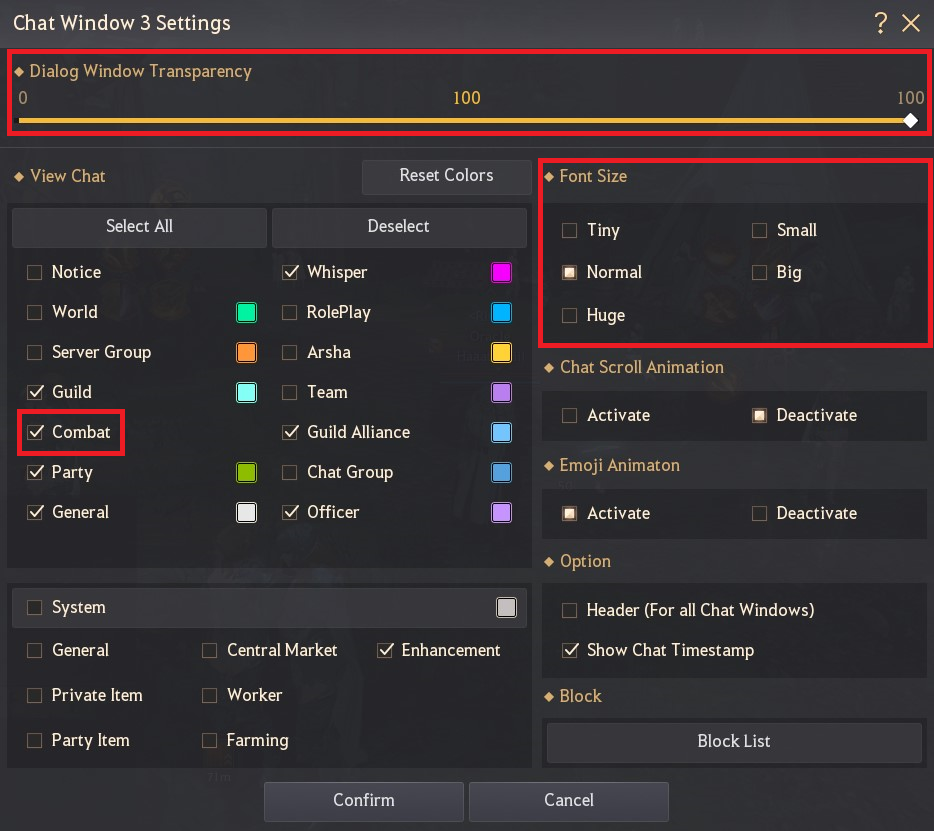 Chat Window 3 Settings ?
Dialog Window Transparency
0 100 100
View Chat Reset Colors
Select All Deselect
Notice Whisper
World RolePlay
Server Group Arsha
Guild Team
Combat Guild Alliance
Party Chat Group
General Officer
System
General Central Market Enhancement
Private Item Worker
Party Item Farming
Font Size
Tiny Small
Normal Big
Huge
Chat Scroll Animation
Activate Deactivate
Emoji Animaton
Activate Deactivate
Option
Header (For all Chat Windows)
Show Chat Timestamp
Block
Block List
Confirm Cancel